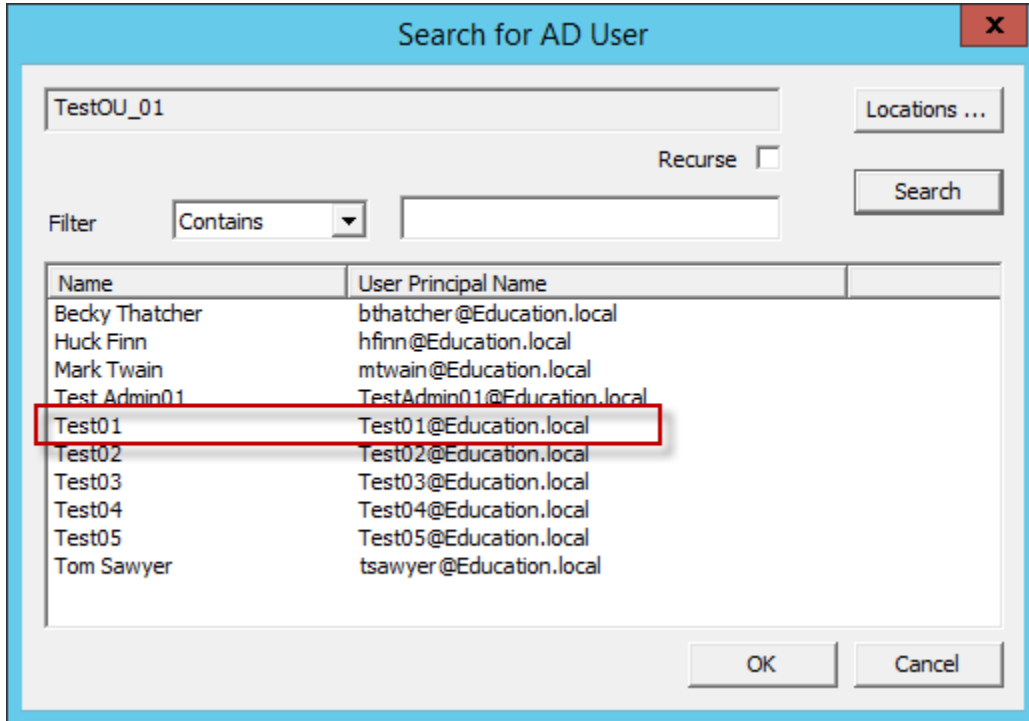 Search for AD User
x
TestOU_01
Locations ...
Recurse
Search
Filter Contains
Name User Principal Name
Becky Thatcher bthatcher@Education.local
Huck Finn hfinn@Education.local
Mark Twain mtwain@Education.local
Test Admin01 TestAdmin01@Education.local
Test01 Test01@Education.local
Test02 Test02@Education.local
Test03 Test03@Education.local
Test04 Test04@Education.local
Test05 Test05@Education.local
Tom Sawyer tsawyer@Education.local
OK Cancel